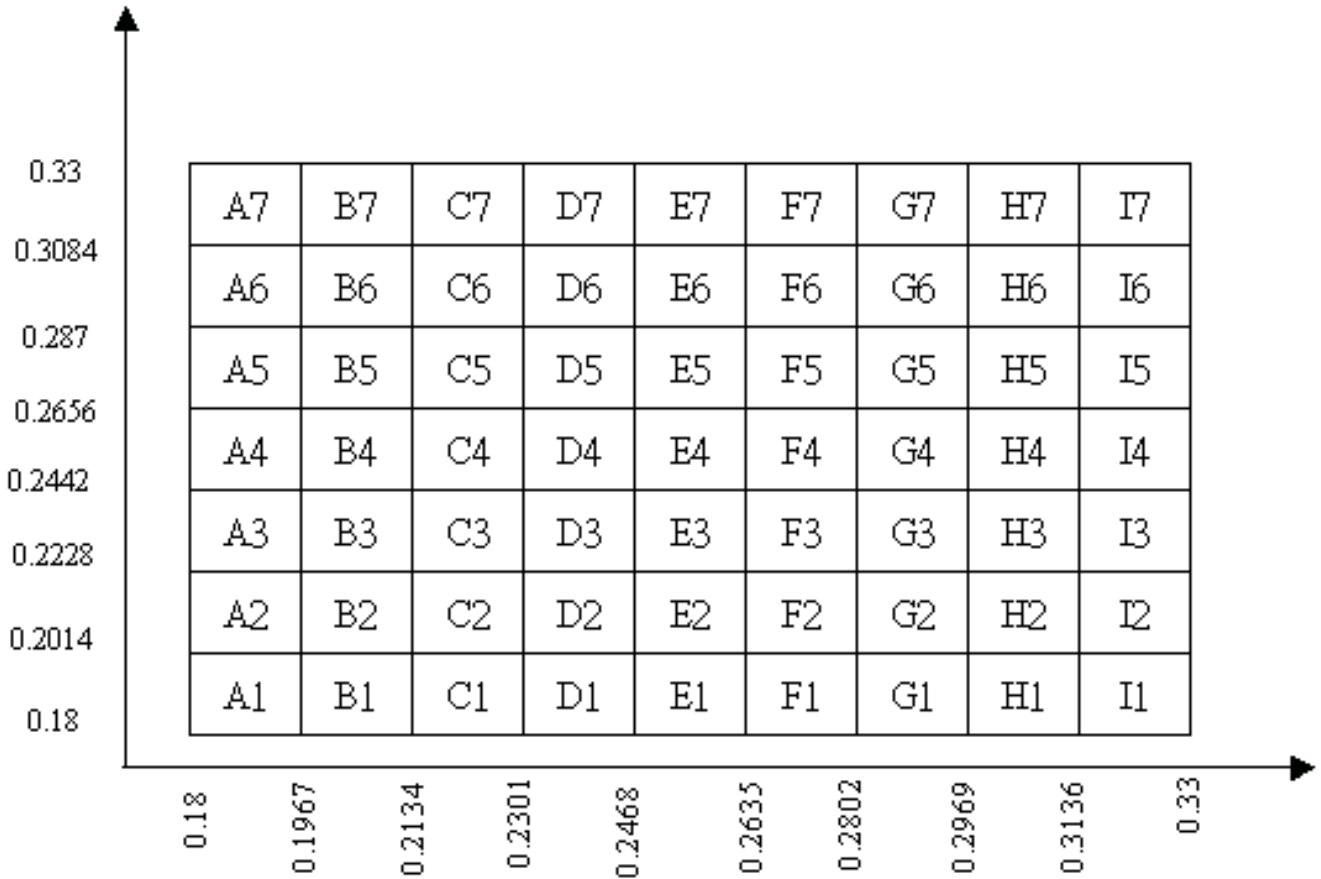 0.33
A7 B7 C7 D7 E7 F7 G7 H7 I7
0.3084
A6 B6 C6 D6 E6 F6 G6 H6 I6
0.287
A5 B5 C5 D5 E5 F5 G5 H5 I5
0.2656
A4 B4 C4 D4 E4 F4 G4 H4 I4
0.2442
A3 B3 C3 D3 E3 F3 G3 H3 I3
0.2228
A2 B2 C2 D2 E2 F2 G2 H2 I2
0.2014
A1 B1 C1 D1 E1 F1 G1 H1 I1
0.18
0.18
0.1967
0.2134
0.2301
0.2468
0.2635
0.2802
0.2969
0.3136
0.33